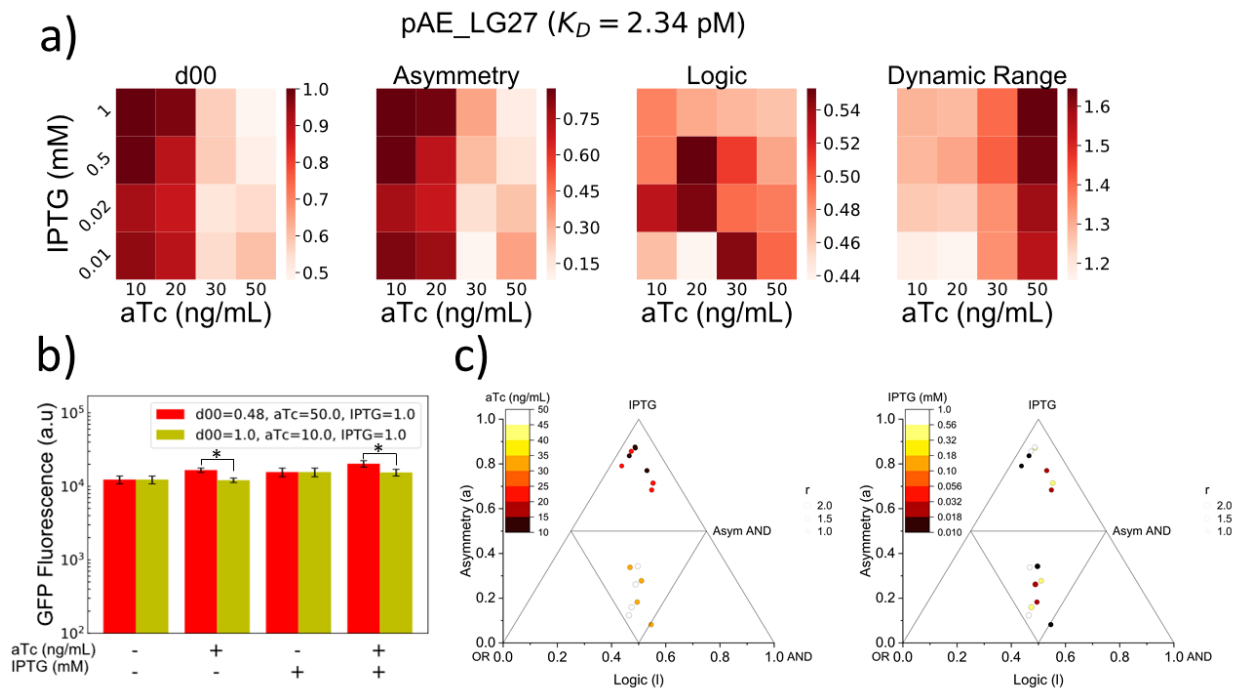 a)
pAE_LG27 (K_D = 2.34 pM)
d00
Asymmetry
Logic
Dynamic Range
IPTG (mM)
1
0.5
0.02
0.01
10 20 30 50
aTc (ng/mL)
1.0
0.9
0.8
0.7
0.6
0.5
10 20 30 50
aTc (ng/mL)
0.75
0.60
0.45
0.30
0.15
10 20 30 50
aTc (ng/mL)
0.54
0.52
0.50
0.48
0.46
0.44
10 20 30 50
aTc (ng/mL)
1.6
1.5
1.4
1.3
1.2
b)
GFP Fluorescence (a.u)
10^5
10^4
10^3
10^2
d00=0.48, aTc=50.0, IPTG=1.0
d00=1.0, aTc=10.0, IPTG=1.0
* *
aTc (ng/mL) - + - +
IPTG (mM) - - + +
c)
aTc (ng/mL)
50
45
40
35
30
25
20
15
10
IPTG
Asymmetry (a)
1.0
0.8
0.6
0.4
0.2
0.0
Asym AND
r
2.0
1.5
1.0
OR 0.0 0.2 0.4 0.6 0.8 1.0 AND
Logic (l)
IPTG (mM)
1.0
0.56
0.32
0.18
0.10
0.056
0.032
0.018
0.010
IPTG
Asymmetry (a)
1.0
0.8
0.6
0.4
0.2
0.0
Asym AND
r
2.0
1.5
1.0
OR 0.0 0.2 0.4 0.6 0.8 1.0 AND
Logic (l)